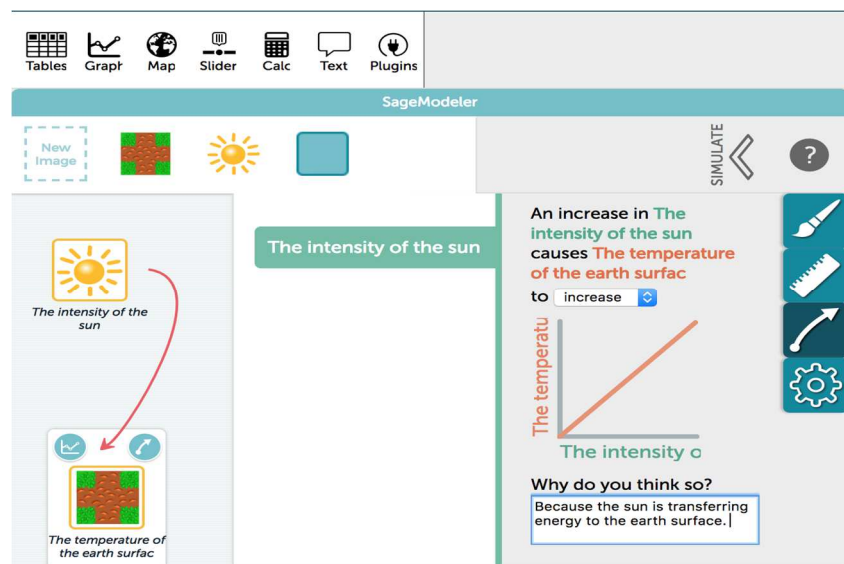 Tables Graph Map Slider Calc Text Plugins
SageModeler
New
Image
SIMULATE
?
The intensity of the
sun
The temperature of
the earth surfac
The intensity of the sun
An increase in The
intensity of the sun
causes The temperature
of the earth surfac
to increase
The temperatu
The intensity o
Why do you think so?
Because the sun is transferring
energy to the earth surface.